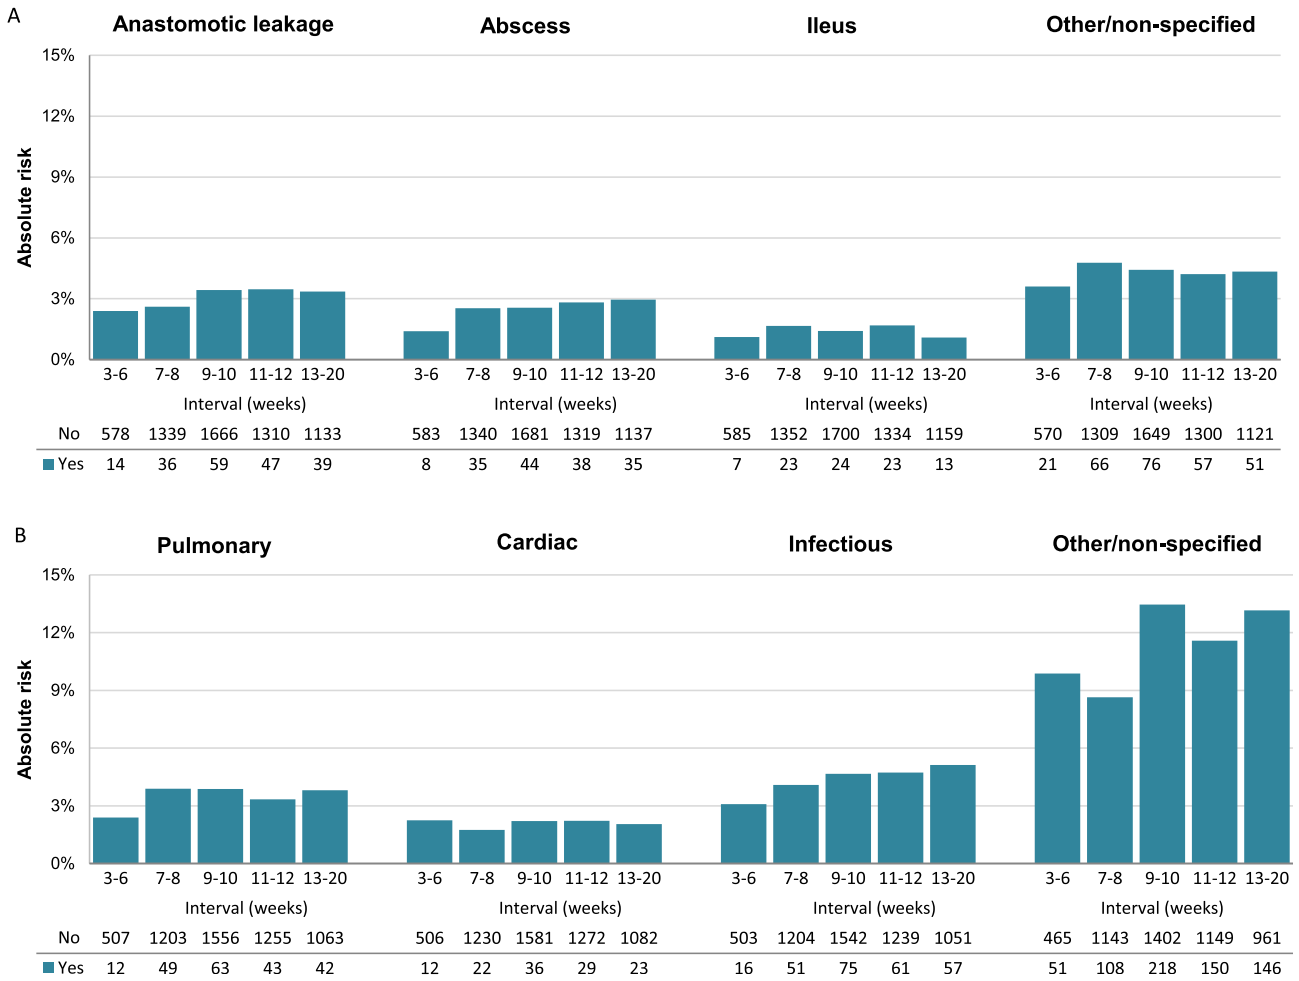 A
Anastomotic leakage Abscess Ileus Other/non-specified
15%
12%
9%
6%
3%
0%
Absolute risk
3-6 7-8 9-10 11-12 13-20 3-6 7-8 9-10 11-12 13-20 3-6 7-8 9-10 11-12 13-20 3-6 7-8 9-10 11-12 13-20
Interval (weeks) Interval (weeks) Interval (weeks) Interval (weeks)
No 578 1339 1666 1310 1133 583 1340 1681 1319 1137 585 1352 1700 1334 1159 570 1309 1649 1300 1121
Yes 14 36 59 47 39 8 35 44 38 35 7 23 24 23 13 21 66 76 57 51
B
Pulmonary Cardiac Infectious Other/non-specified
15%
12%
9%
6%
3%
0%
Absolute risk
3-6 7-8 9-10 11-12 13-20 3-6 7-8 9-10 11-12 13-20 3-6 7-8 9-10 11-12 13-20 3-6 7-8 9-10 11-12 13-20
Interval (weeks) Interval (weeks) Interval (weeks) Interval (weeks)
No 507 1203 1556 1255 1063 506 1230 1581 1272 1082 503 1204 1542 1239 1051 465 1143 1402 1149 961
Yes 12 49 63 43 42 12 22 36 29 23 16 51 75 61 57 51 108 218 150 146